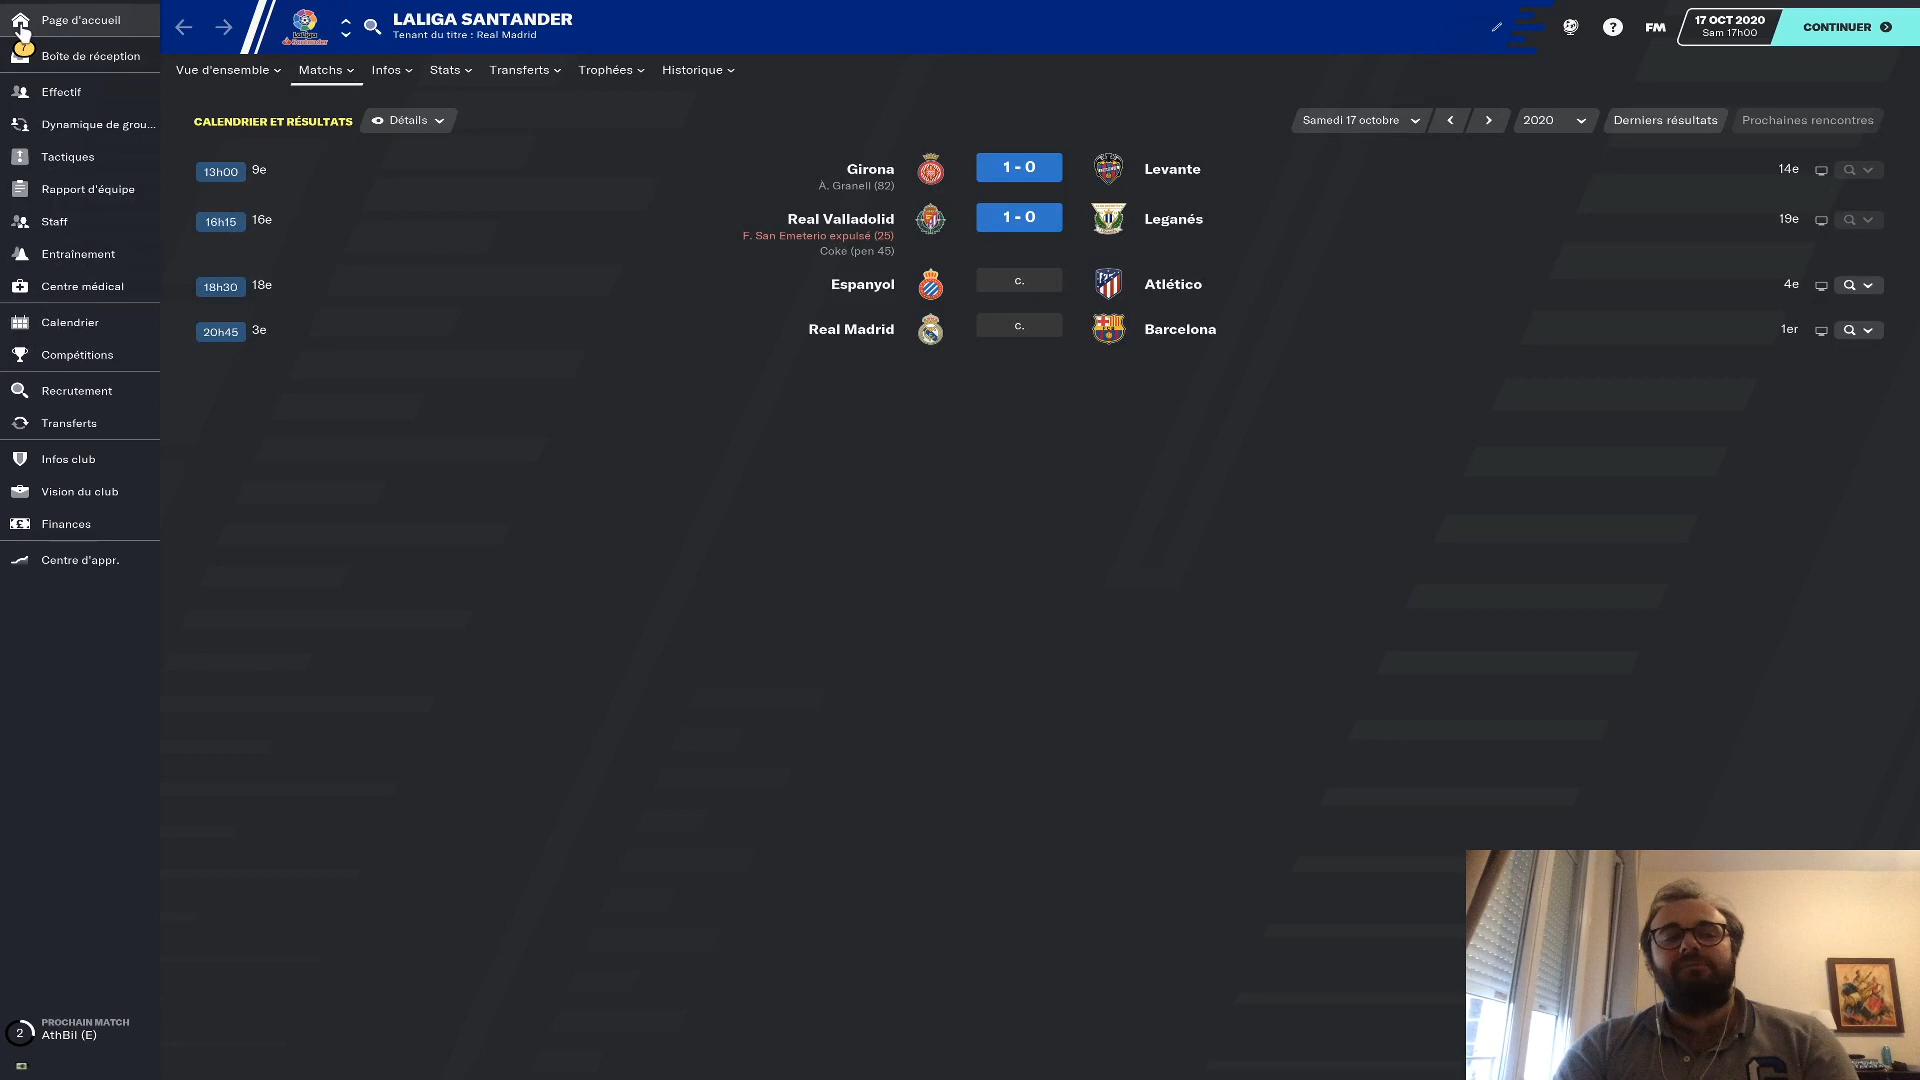 Page d'accueil
7
Boîte de réception
Effectif
Dynamique de grou...
Tactiques
Rapport d'équipe
Staff
Entraînement
Centre médical
Calendrier
Compétitions
Recrutement
Transferts
Infos club
Vision du club
Finances
Centre d'appr.
2
PROCHAIN MATCH
AthBil (E)
LALIGA SANTANDER
Tenant du titre : Real Madrid
? FM
17 OCT 2020
Sam 17h00
CONTINUER
Vue d'ensemble Matchs Infos Stats Transferts Trophées Historique
CALENDRIER ET RÉSULTATS Détails Samedi 17 octobre 2020 Derniers résultats Prochaines rencontres
13h00 9e Girona 1 - 0 Levante 14e
À. Granell (82)
16h15 16e Real Valladolid 1 - 0 Leganés 19e
F. San Emeterio expulsé (25)
Coke (pen 45)
18h30 18e Espanyol c. Atlético 4e
20h45 3e Real Madrid c. Barcelona 1er